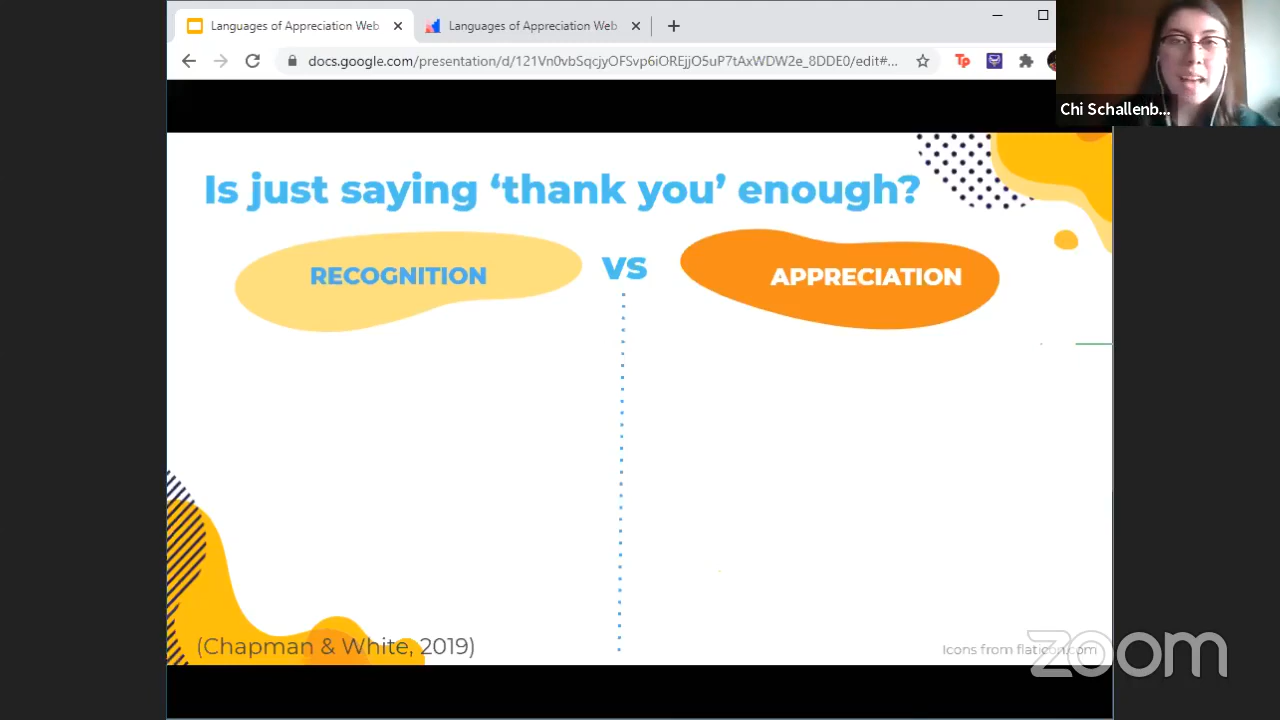 Languages of Appreciation Web
Languages of Appreciation Web
docs.google.com/presentation/d/121Vn0vbSqcjyOFSvp6iOREjjO5uP7tAxWDW2e_8DDE0/edit#...
Tp
Chi Schallenb...
Is just saying ‘thank you’ enough?
RECOGNITION
VS
APPRECIATION
(Chapman & White, 2019)
Icons from flaticon.com
zoom